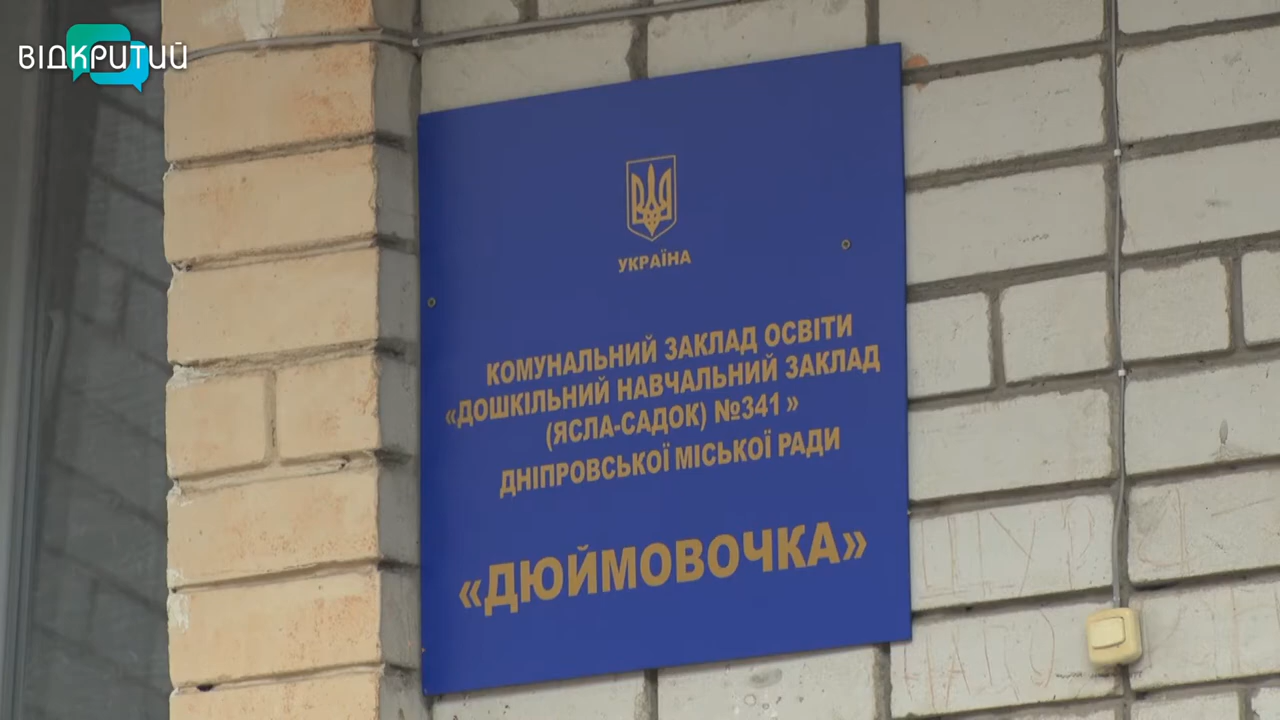 ВІДКРИТИЙ
УКРАЇНА
КОМУНАЛЬНИЙ ЗАКЛАД ОСВІТИ
«ДОШКІЛЬНИЙ НАВЧАЛЬНИЙ ЗАКЛАД
(ЯСЛА-САДОК) №341 »
ДНІПРОВСЬКОЇ МІСЬКОЇ РАДИ
«ДЮЙМОВОЧКА»